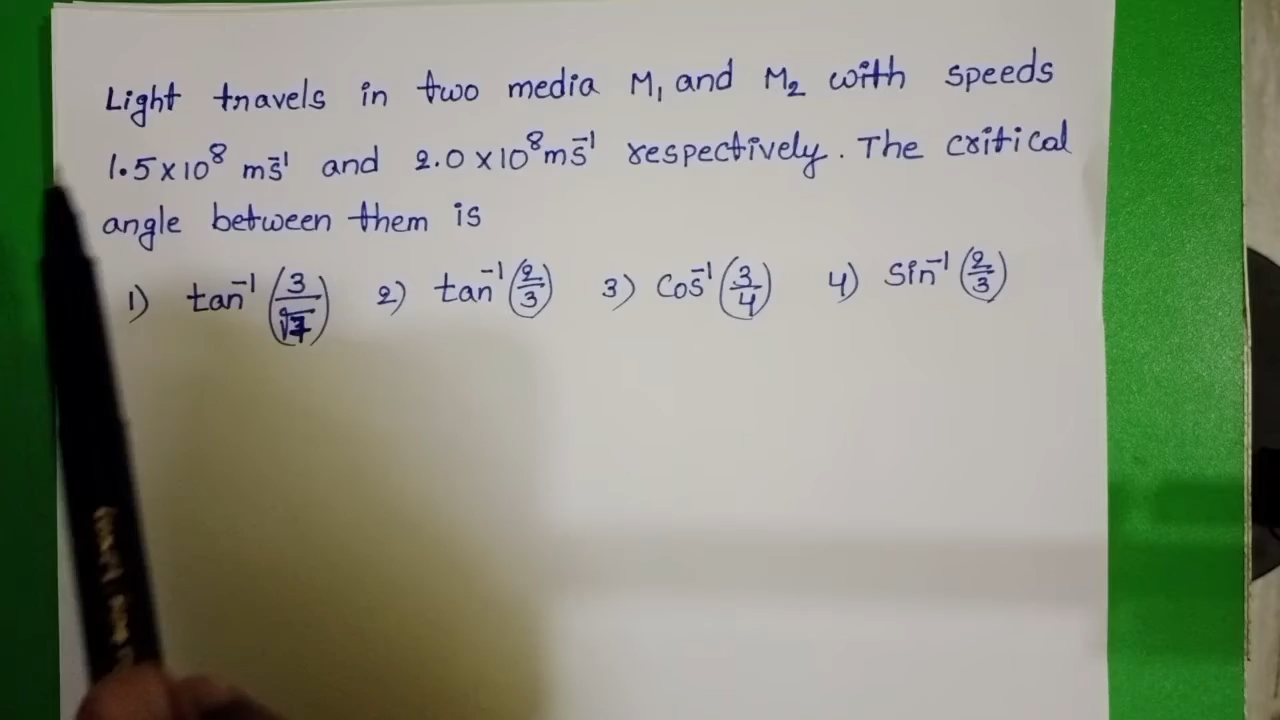 Light travels in two media M₁ and M₂ with speeds
1.5×10⁸ ms⁻¹ and 2.0×10⁸ms⁻¹ respectively. The critical
angle between them is
1) tan⁻¹(3/√7) 2) tan⁻¹(2/3) 3) Cos⁻¹(3/4) 4) Sin⁻¹(2/3)